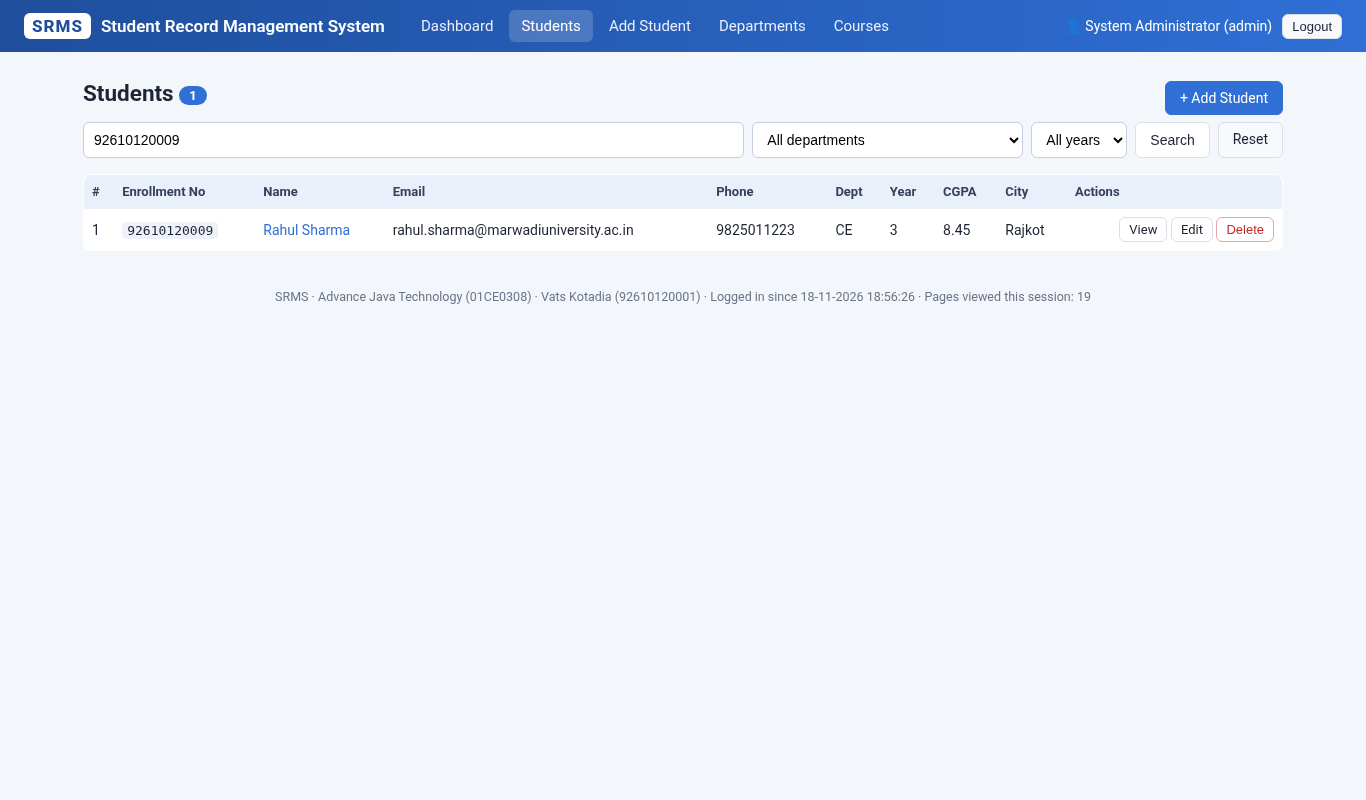 SRMS Student Record Management System Dashboard Students Add Student Departments Courses System Administrator (admin) Logout
Students 1 + Add Student
92610120009 All departments All years Search Reset
# Enrollment No Name Email Phone Dept Year CGPA City Actions
1 92610120009 Rahul Sharma rahul.sharma@marwadiuniversity.ac.in 9825011223 CE 3 8.45 Rajkot View Edit Delete
SRMS · Advance Java Technology (01CE0308) · Vats Kotadia (92610120001) · Logged in since 18-11-2026 18:56:26 · Pages viewed this session: 19